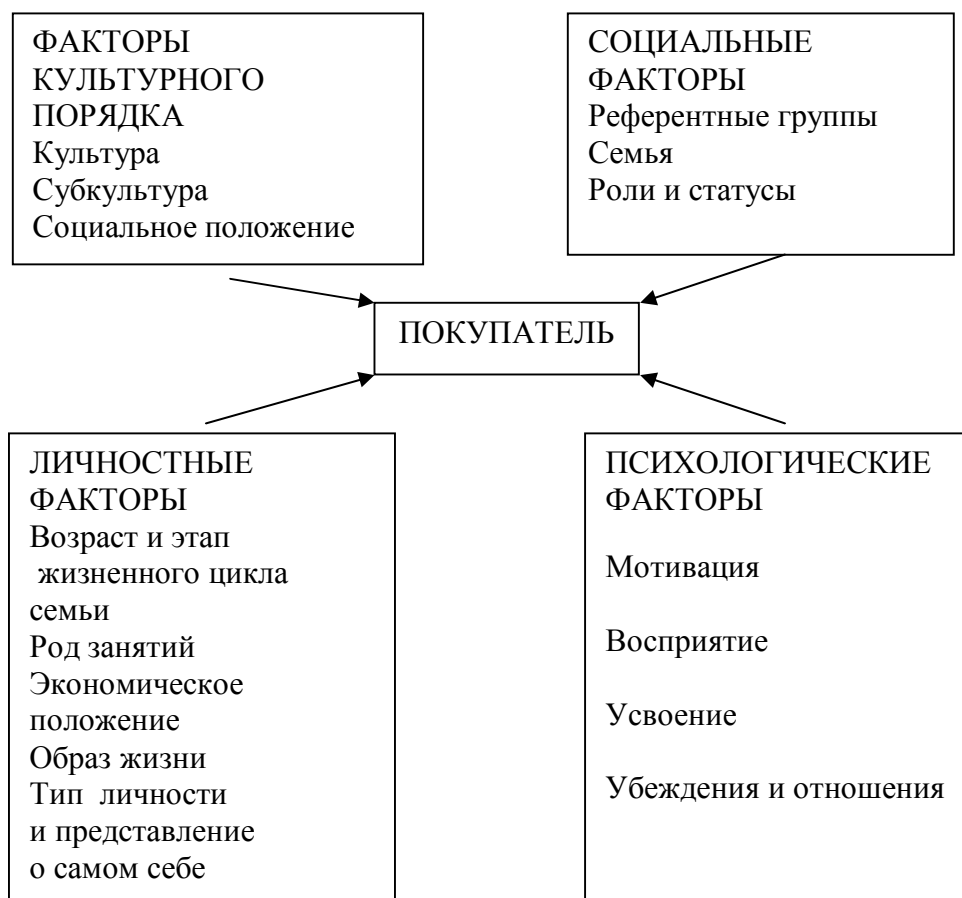 ФАКТОРЫ
КУЛЬТУРНОГО
ПОРЯДКА
Культура
Субкультура
Социальное положение
СОЦИАЛЬНЫЕ
ФАКТОРЫ
Референтные группы
Семья
Роли и статусы
ПОКУПАТЕЛЬ
ЛИЧНОСТНЫЕ
ФАКТОРЫ
Возраст и этап
жизненного цикла
семьи
Род занятий
Экономическое
положение
Образ жизни
Тип личности
и представление
о самом себе
ПСИХОЛОГИЧЕСКИЕ
ФАКТОРЫ
Мотивация
Восприятие
Усвоение
Убеждения и отношения